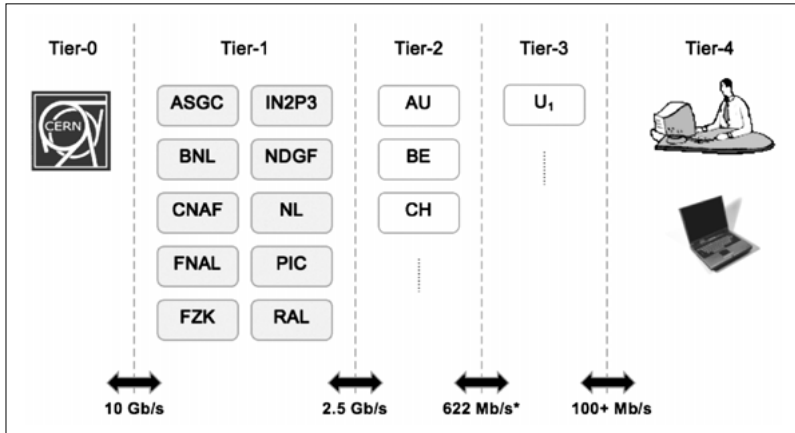 Tier-0
Tier-1
Tier-2
Tier-3
Tier-4
CERN
ASGC
IN2P3
AU
U₁
BNL
NDGF
BE
CNAF
NL
CH
FNAL
PIC
FZK
RAL
10 Gb/s
2.5 Gb/s
622 Mb/s*
100+ Mb/s